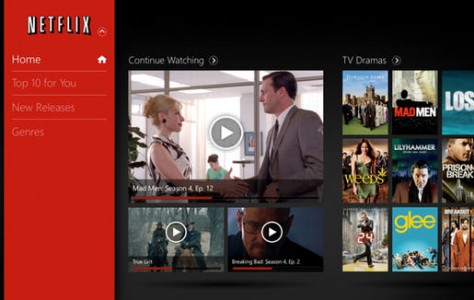 NETFLIX
Home
Top 10 for You
New Releases
Genres
Continue Watching
Mad Men: Season 4, Ep. 12
True Grit
Breaking Bad: Season 4, Ep. 2
TV Dramas
MAD MEN
LOS
weeds
LILYHAMMER
PRISON
BREAK
24
glee
BREAKOUT